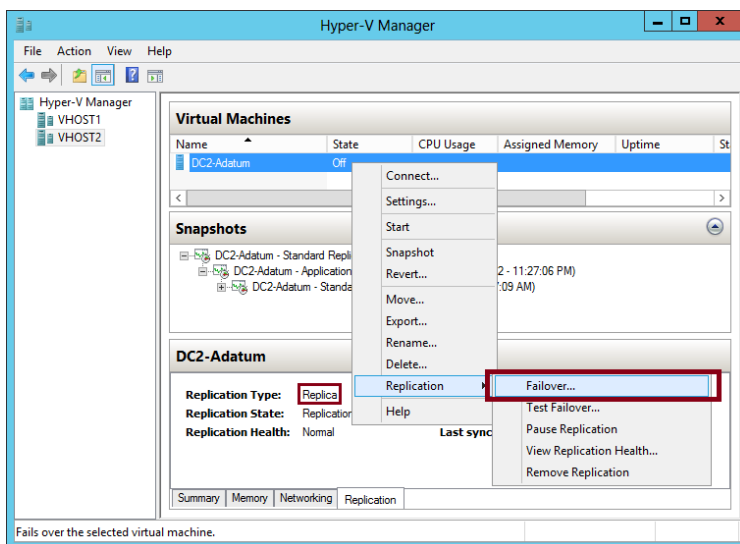 Hyper-V Manager
File Action View Help
Hyper-V Manager
VHOST1
VHOST2
Virtual Machines
Name State CPU Usage Assigned Memory Uptime St
DC2-Adatum Off
Connect...
Settings...
Start
Snapshot
Revert...
Move...
Export...
Rename...
Delete...
Replication
Help
Snapshots
DC2-Adatum - Standard Repli
DC2-Adatum - Application 2 - 11:27:06 PM)
DC2-Adatum - Standa :09 AM)
DC2-Adatum
Replication Type: Replica
Replication State: Replication
Replication Health: Normal Last sync
Failover...
Test Failover...
Pause Replication
View Replication Health...
Remove Replication
Summary Memory Networking Replication
Fails over the selected virtual machine.